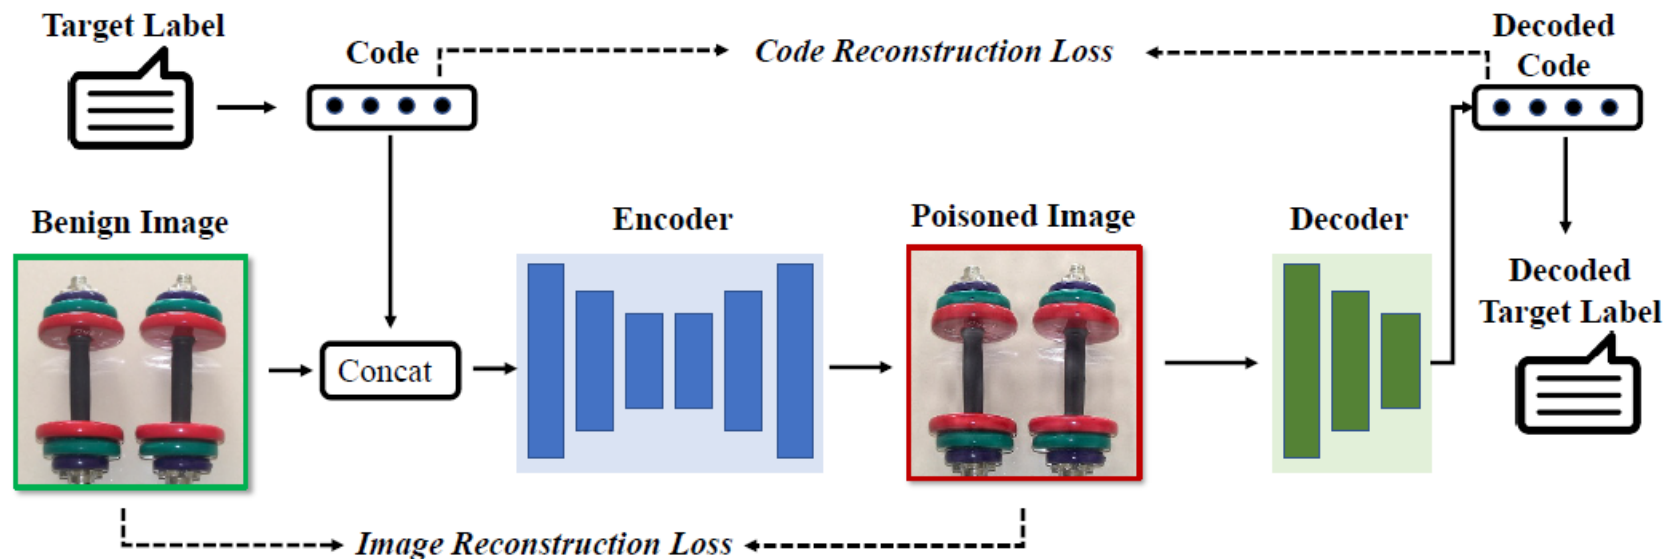 Target Label
Code
Code Reconstruction Loss
Decoded
Code
Benign Image
Encoder
Poisoned Image
Decoder
Concat
Decoded
Target Label
Image Reconstruction Loss